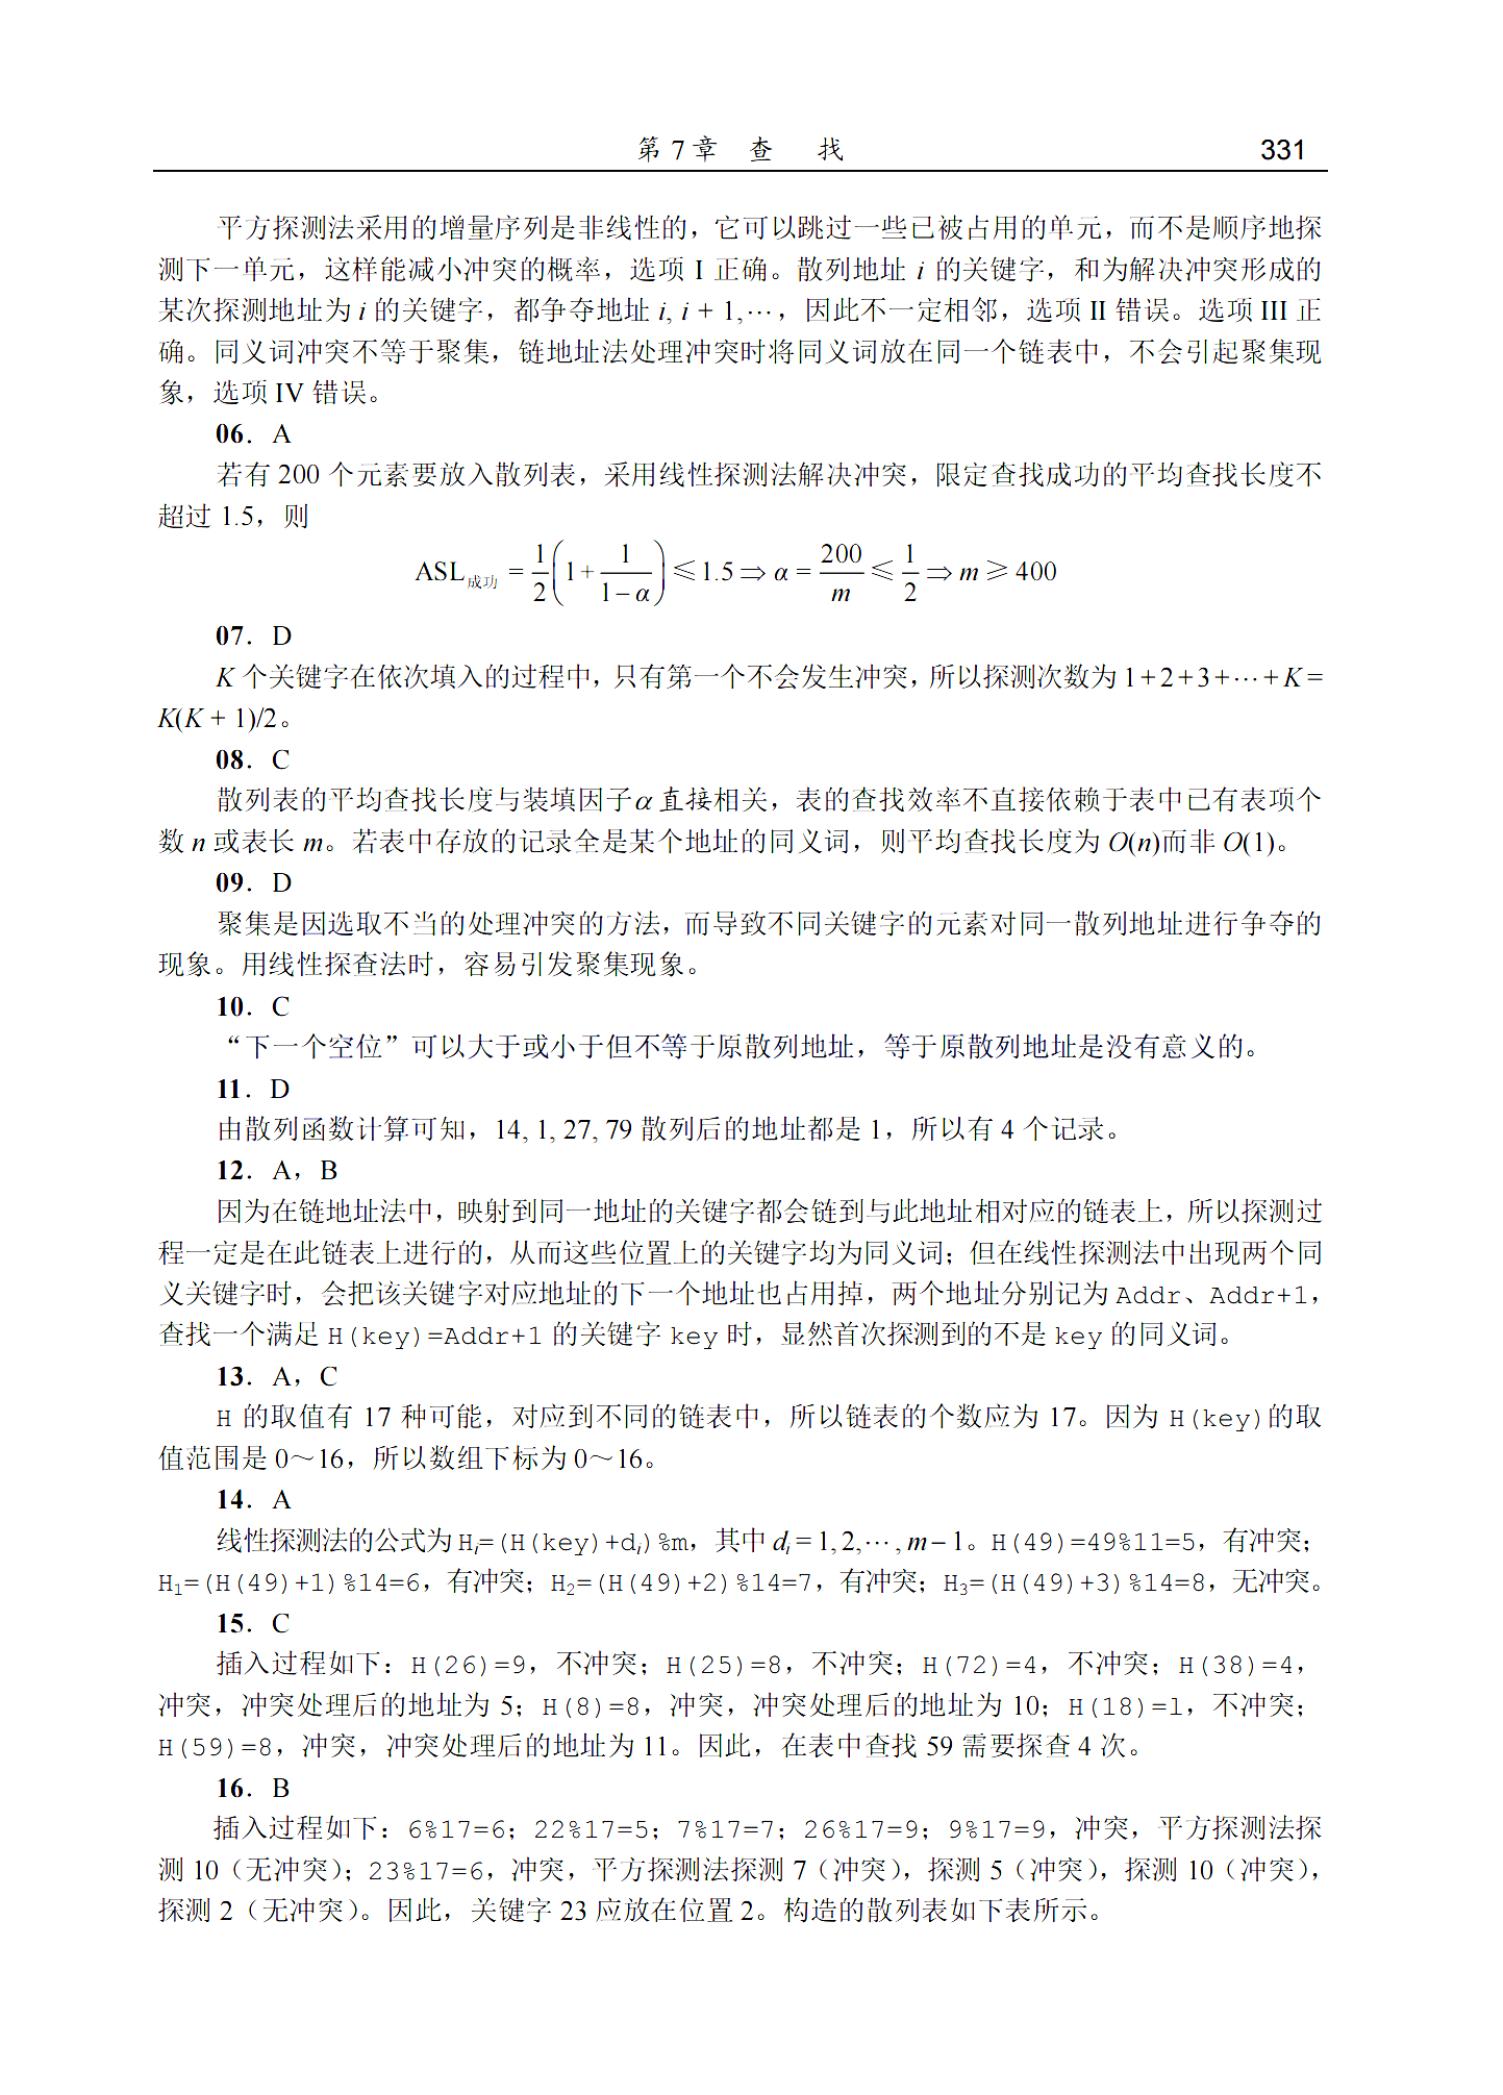 第 7 章 查 找 331
平方探测法采用的增量序列是非线性的，它可以跳过一些已被占用的单元，而不是顺序地探
测下一单元，这样能减小冲突的概率，选项 I 正确。散列地址 i 的关键字，和为解决冲突形成的
某次探测地址为 i 的关键字，都争夺地址 i, i + 1,⋯，因此不一定相邻，选项 II 错误。选项 III 正
确。同义词冲突不等于聚集，链地址法处理冲突时将同义词放在同一个链表中，不会引起聚集现
象，选项 IV 错误。
06．A
若有 200 个元素要放入散列表，采用线性探测法解决冲突，限定查找成功的平均查找长度不
超过 1.5，则
ASL成功 = 1/2(1 + 1/(1−α)) ≤ 1.5 ⇒ α = 200/m ≤ 1/2 ⇒ m ≥ 400
07．D
K 个关键字在依次填入的过程中，只有第一个不会发生冲突，所以探测次数为 1+2+3+⋯+K=
K(K + 1)/2。
08．C
散列表的平均查找长度与装填因子α 直接相关，表的查找效率不直接依赖于表中已有表项个
数 n 或表长 m。若表中存放的记录全是某个地址的同义词，则平均查找长度为 O(n)而非 O(1)。
09．D
聚集是因选取不当的处理冲突的方法，而导致不同关键字的元素对同一散列地址进行争夺的
现象。用线性探查法时，容易引发聚集现象。
10．C
“下一个空位”可以大于或小于但不等于原散列地址，等于原散列地址是没有意义的。
11．D
由散列函数计算可知，14, 1, 27, 79 散列后的地址都是 1，所以有 4 个记录。
12．A，B
因为在链地址法中，映射到同一地址的关键字都会链到与此地址相对应的链表上，所以探测过
程一定是在此链表上进行的，从而这些位置上的关键字均为同义词；但在线性探测法中出现两个同
义关键字时，会把该关键字对应地址的下一个地址也占用掉，两个地址分别记为 Addr、Addr+1，
查找一个满足 H(key)=Addr+1 的关键字 key 时，显然首次探测到的不是 key 的同义词。
13．A，C
H 的取值有 17 种可能，对应到不同的链表中，所以链表的个数应为 17。因为 H(key)的取
值范围是 0～16，所以数组下标为 0～16。
14．A
线性探测法的公式为 Hi=(H(key)+di)%m，其中 di = 1, 2,⋯, m − 1。H(49)=49%11=5，有冲突；
H1=(H(49)+1)%14=6，有冲突；H2=(H(49)+2)%14=7，有冲突；H3=(H(49)+3)%14=8，无冲突。
15．C
插入过程如下：H(26)=9，不冲突；H(25)=8，不冲突；H(72)=4，不冲突；H(38)=4，
冲突，冲突处理后的地址为 5；H(8)=8，冲突，冲突处理后的地址为 10；H(18)=l，不冲突；
H(59)=8，冲突，冲突处理后的地址为 11。因此，在表中查找 59 需要探查 4 次。
16．B
插入过程如下：6%17=6；22%17=5；7%17=7；26%17=9；9%17=9，冲突，平方探测法探
测 10（无冲突）；23%17=6，冲突，平方探测法探测 7（冲突），探测 5（冲突），探测 10（冲突），
探测 2（无冲突）。因此，关键字 23 应放在位置 2。构造的散列表如下表所示。